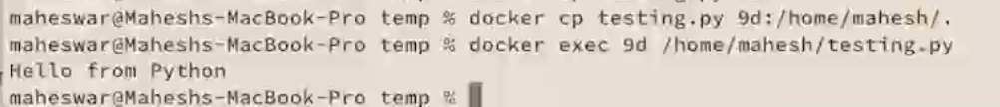 maheswar@Maheshs-MacBook-Pro temp % docker cp testing.py 9d:/home/mahesh/.
maheswar@Maheshs-MacBook-Pro temp % docker exec 9d /home/mahesh/testing.py
Hello from Python
maheswar@Maheshs-MacBook-Pro temp %